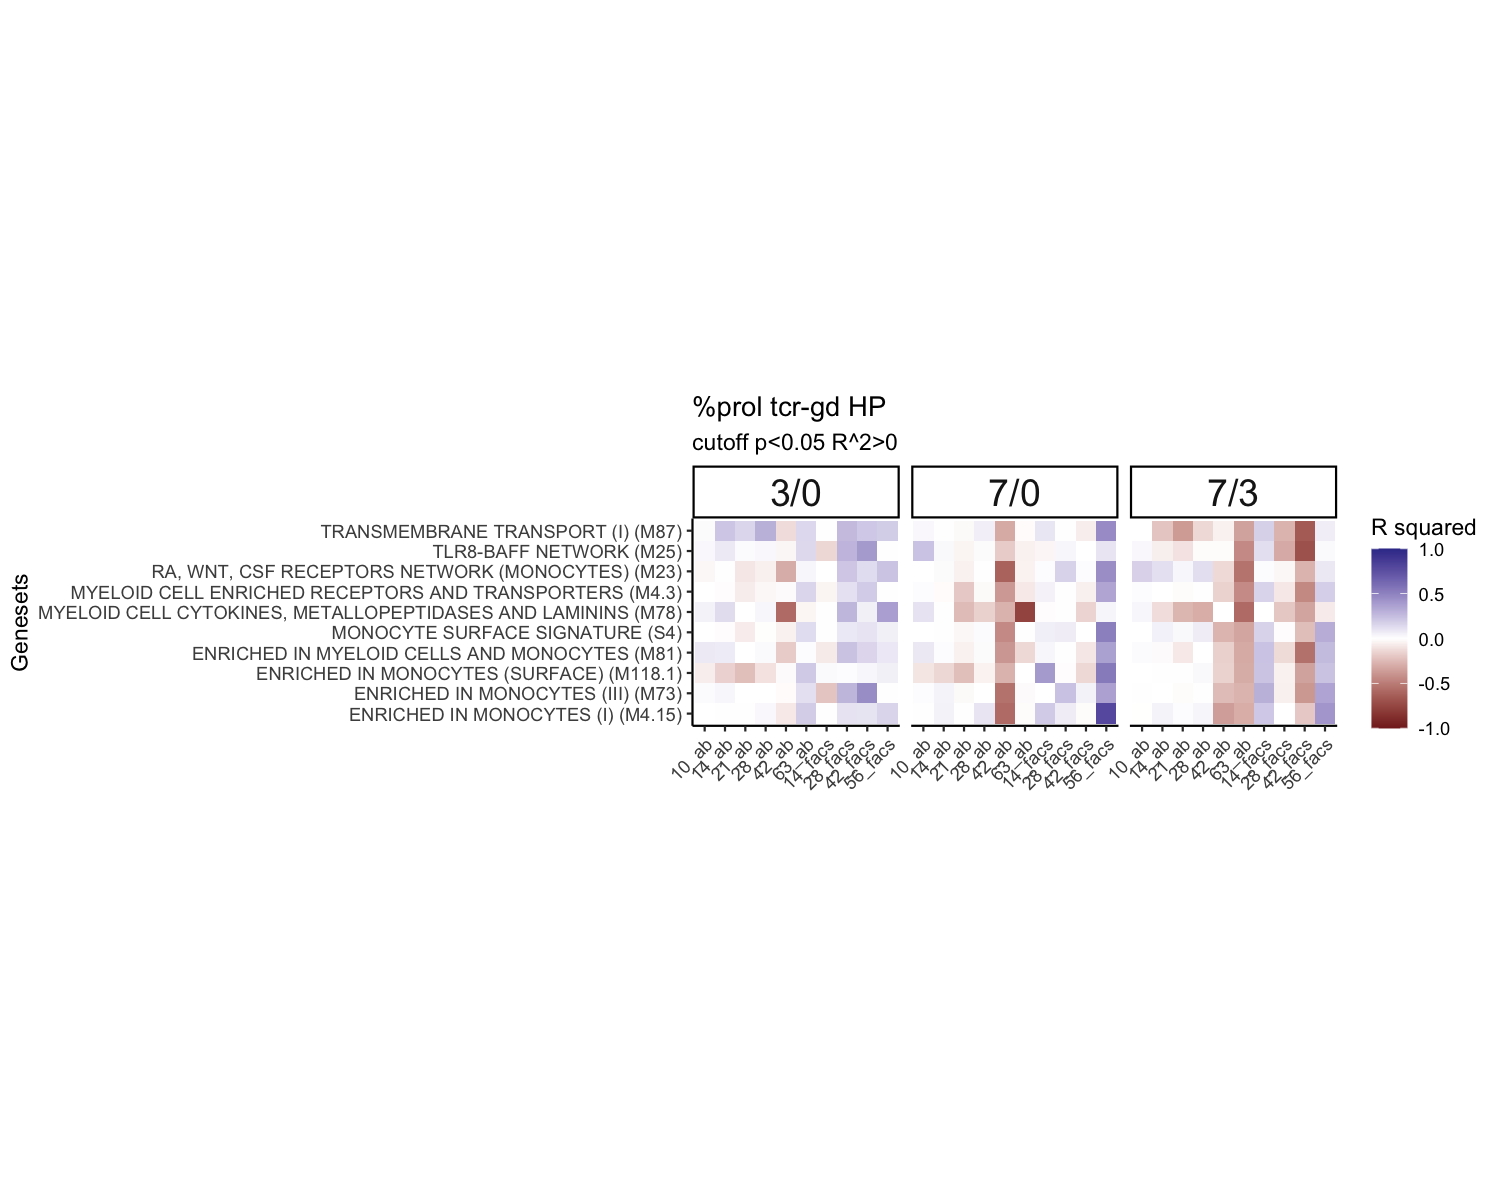 %prol tcr-gd HP
cutoff p<0.05 R^2>0
3/0 7/0 7/3
Genesets
TRANSMEMBRANE TRANSPORT (I) (M87)
TLR8-BAFF NETWORK (M25)
RA, WNT, CSF RECEPTORS NETWORK (MONOCYTES) (M23)
MYELOID CELL ENRICHED RECEPTORS AND TRANSPORTERS (M4.3)
MYELOID CELL CYTOKINES, METALLOPEPTIDASES AND LAMININS (M78)
MONOCYTE SURFACE SIGNATURE (S4)
ENRICHED IN MYELOID CELLS AND MONOCYTES (M81)
ENRICHED IN MONOCYTES (SURFACE) (M118.1)
ENRICHED IN MONOCYTES (III) (M73)
ENRICHED IN MONOCYTES (I) (M4.15)
10_ab 14_ab 21_ab 28_ab 42_ab 63_ab 14_facs 28_facs 42_facs 56_facs 10_ab 14_ab 21_ab 28_ab 42_ab 63_ab 14_facs 28_facs 42_facs 56_facs 10_ab 14_ab 21_ab 28_ab 42_ab 63_ab 14_facs 28_facs 42_facs 56_facs
R squared
1.0
0.5
0.0
-0.5
-1.0